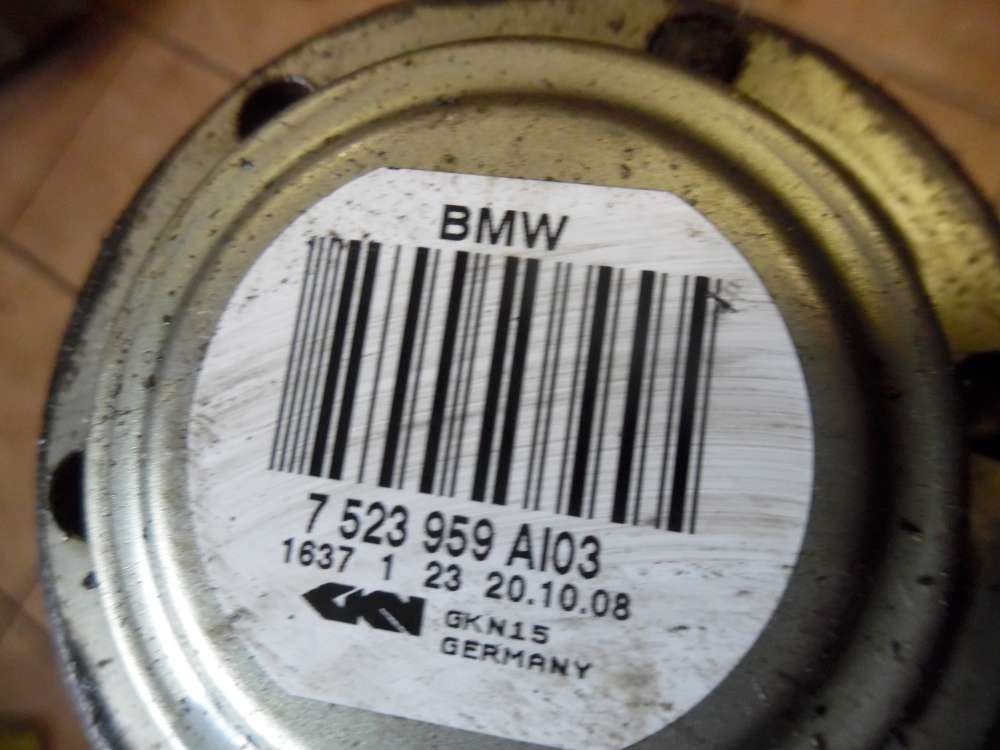 BMW
7 523 959 AI03
1637 1 23 20.10.08
GKN GKN15
GERMANY